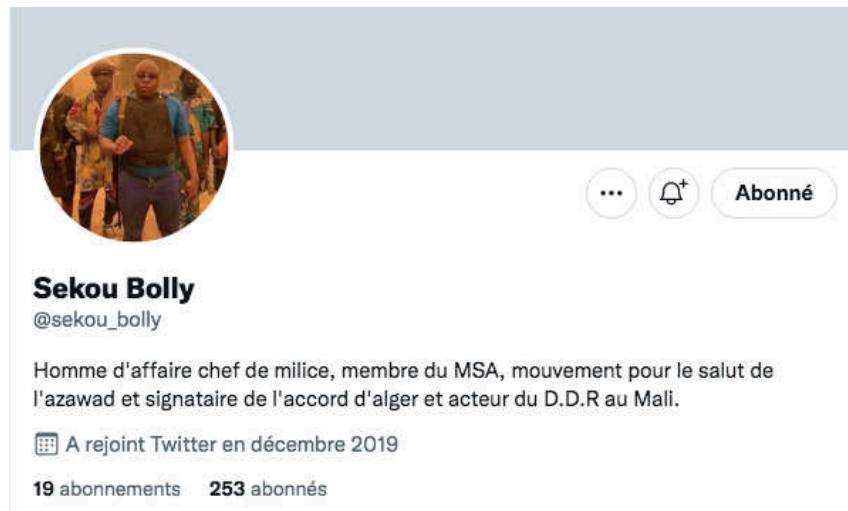 Abonné
Sekou Bolly
@sekou_bolly
Homme d'affaire chef de milice, membre du MSA, mouvement pour le salut de
l'azawad et signataire de l'accord d'alger et acteur du D.D.R au Mali.
A rejoint Twitter en décembre 2019
19 abonnements 253 abonnés